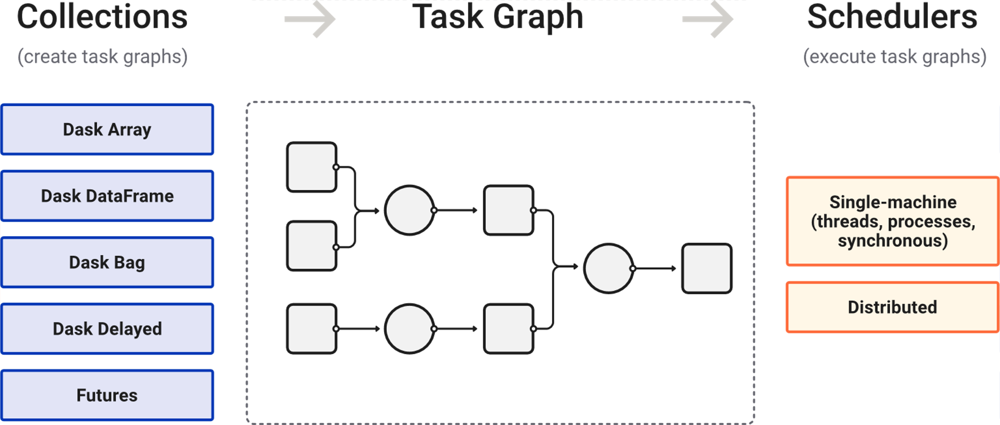 Collections
(create task graphs)
Dask Array
Dask DataFrame
Dask Bag
Dask Delayed
Futures
Task Graph
Schedulers
(execute task graphs)
Single-machine
(threads, processes,
synchronous)
Distributed